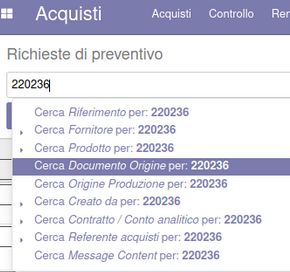 Acquisti Acquisti Controllo
Richieste di preventivo
220236
Cerca Riferimento per: 220236
Cerca Fornitore per: 220236
Cerca Prodotto per: 220236
Cerca Documento Origine per: 220236
Cerca Origine Produzione per: 220236
Cerca Creato da per: 220236
Cerca Contratto / Conto analitico per: 220236
Cerca Referente acquisti per: 220236
Cerca Message Content per: 220236